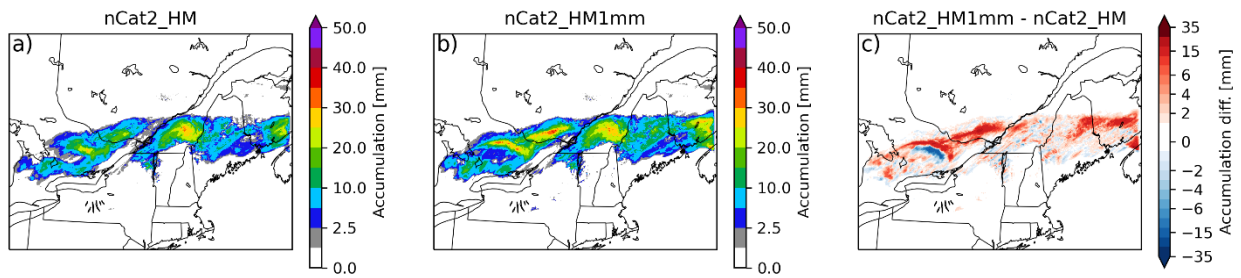 nCat2_HM
a)
50.0
40.0
30.0
20.0
10.0
2.5
0.0
Accumulation [mm]
nCat2_HM1mm
b)
50.0
40.0
30.0
20.0
10.0
2.5
0.0
Accumulation [mm]
nCat2_HM1mm - nCat2_HM
c)
35
15
6
4
2
0
−2
−4
−6
−15
−35
Accumulation diff. [mm]